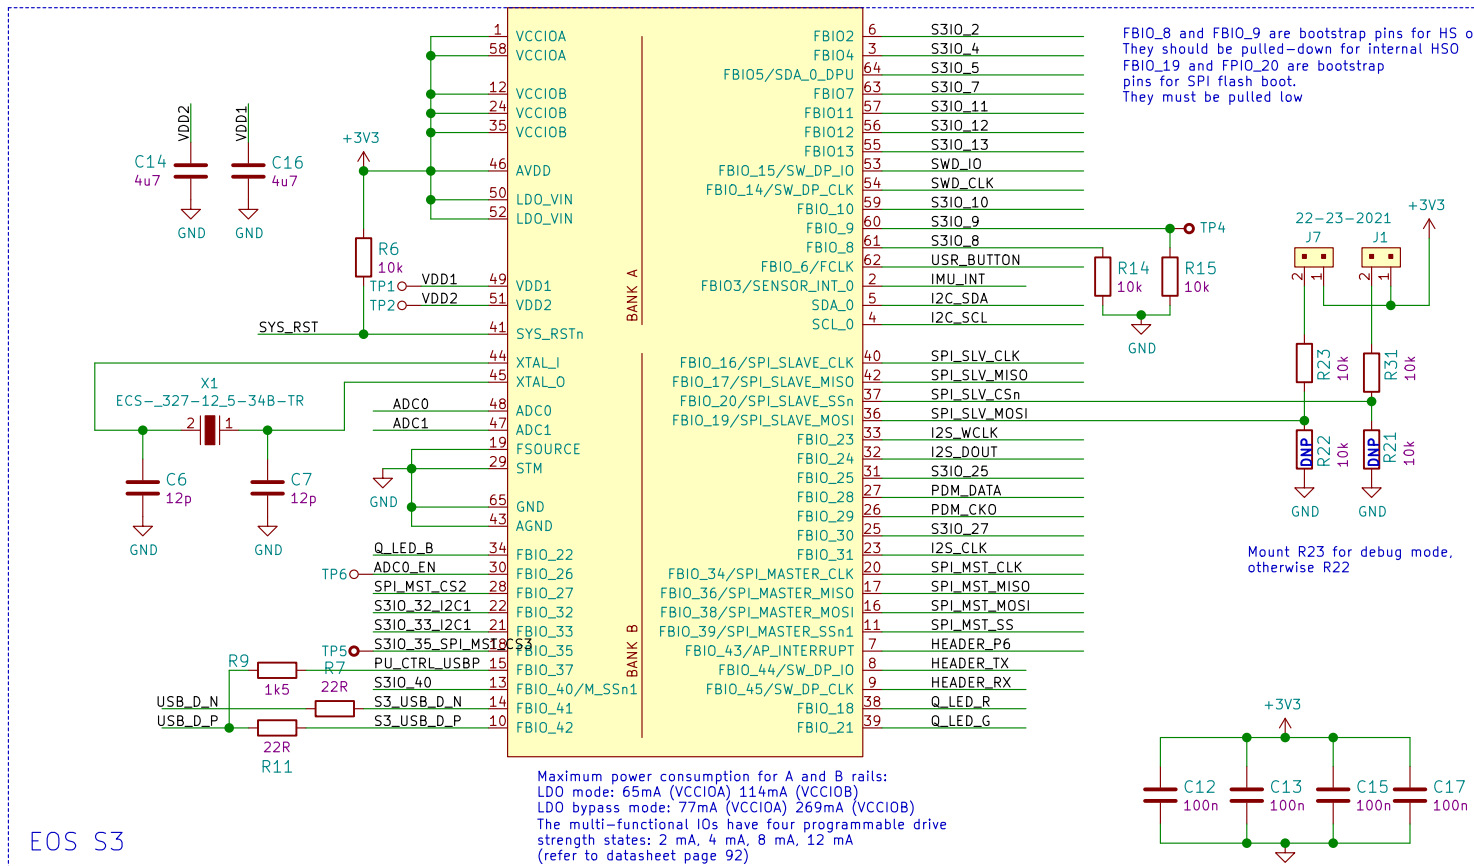 FBIO_8 and FBIO_9 are bootstrap pins for HS o
They should be pulled-down for internal HSO
FBIO_19 and FPIO_20 are bootstrap
pins for SPI flash boot.
They must be pulled low
1 VCCIOA
58 VCCIOA
12 VCCIOB
24 VCCIOB
35 VCCIOB
46 AVDD
50 LDO_VIN
52 LDO_VIN
VDD1 49 VDD1
VDD2 51 VDD2
SYS_RST 41 SYS_RSTn
44 XTAL_I
45 XTAL_O
ADC0 48 ADC0
ADC1 47 ADC1
19 FSOURCE
29 STM
65 GND
43 AGND
Q_LED_B 34 FBIO_22
ADC0_EN 30 FBIO_26
SPI_MST_CS2 28 FBIO_27
S3IO_32_I2C1 22 FBIO_32
S3IO_33_I2C1 21 FBIO_33
S3IO_35_SPI_MST_CS3 18 FBIO_35
PU_CTRL_USBP 15 FBIO_37
S3IO_40 13 FBIO_40/M_SSn1
S3_USB_D_N 14 FBIO_41
S3_USB_D_P 10 FBIO_42
BANK A
BANK B
FBIO2 6 S3IO_2
FBIO4 3 S3IO_4
FBIO5/SDA_0_DPU 64 S3IO_5
FBIO7 63 S3IO_7
FBIO11 57 S3IO_11
FBIO12 56 S3IO_12
FBIO13 55 S3IO_13
FBIO_15/SW_DP_IO 53 SWD_IO
FBIO_14/SW_DP_CLK 54 SWD_CLK
FBIO_10 59 S3IO_10
FBIO_9 60 S3IO_9
FBIO_8 61 S3IO_8
FBIO_6/FCLK 62 USR_BUTTON
FBIO3/SENSOR_INT_0 2 IMU_INT
SDA_0 5 I2C_SDA
SCL_0 4 I2C_SCL
FBIO_16/SPI_SLAVE_CLK 40 SPI_SLV_CLK
FBIO_17/SPI_SLAVE_MISO 42 SPI_SLV_MISO
FBIO_20/SPI_SLAVE_SSn 37 SPI_SLV_CSn
FBIO_19/SPI_SLAVE_MOSI 36 SPI_SLV_MOSI
FBIO_23 33 I2S_WCLK
FBIO_24 32 I2S_DOUT
FBIO_25 31 S3IO_25
FBIO_28 27 PDM_DATA
FBIO_29 26 PDM_CKO
FBIO_30 25 S3IO_27
FBIO_31 23 I2S_CLK
FBIO_34/SPI_MASTER_CLK 20 SPI_MST_CLK
FBIO_36/SPI_MASTER_MISO 17 SPI_MST_MISO
FBIO_38/SPI_MASTER_MOSI 16 SPI_MST_MOSI
FBIO_39/SPI_MASTER_SSn1 11 SPI_MST_SS
FBIO_43/AP_INTERRUPT 7 HEADER_P6
FBIO_44/SW_DP_IO 8 HEADER_TX
FBIO_45/SW_DP_CLK 9 HEADER_RX
FBIO_18 38 Q_LED_R
FBIO_21 39 Q_LED_G
VDD2
C14
4u7
GND
VDD1
C16
4u7
GND
+3V3
R6
10k
TP1
TP2
X1
ECS-_327-12_5-34B-TR
2 1
C6
12p
GND
C7
12p
GND
GND
TP6
TP5
R9
1k5
R7
22R
USB_D_N
USB_D_P
22R
R11
TP4
R14
10k
R15
10k
GND
22-23-2021
J7
J1
2 1
2 1
+3V3
R23
10k
R31
10k
DNP
R22
10k
DNP
R21
10k
GND
GND
Mount R23 for debug mode,
otherwise R22
+3V3
C12
100n
C13
100n
C15
100n
C17
100n
Maximum power consumption for A and B rails:
LDO mode: 65mA (VCCIOA) 114mA (VCCIOB)
LDO bypass mode: 77mA (VCCIOA) 269mA (VCCIOB)
The multi-functional IOs have four programmable drive
strength states: 2 mA, 4 mA, 8 mA, 12 mA
(refer to datasheet page 92)
EOS S3